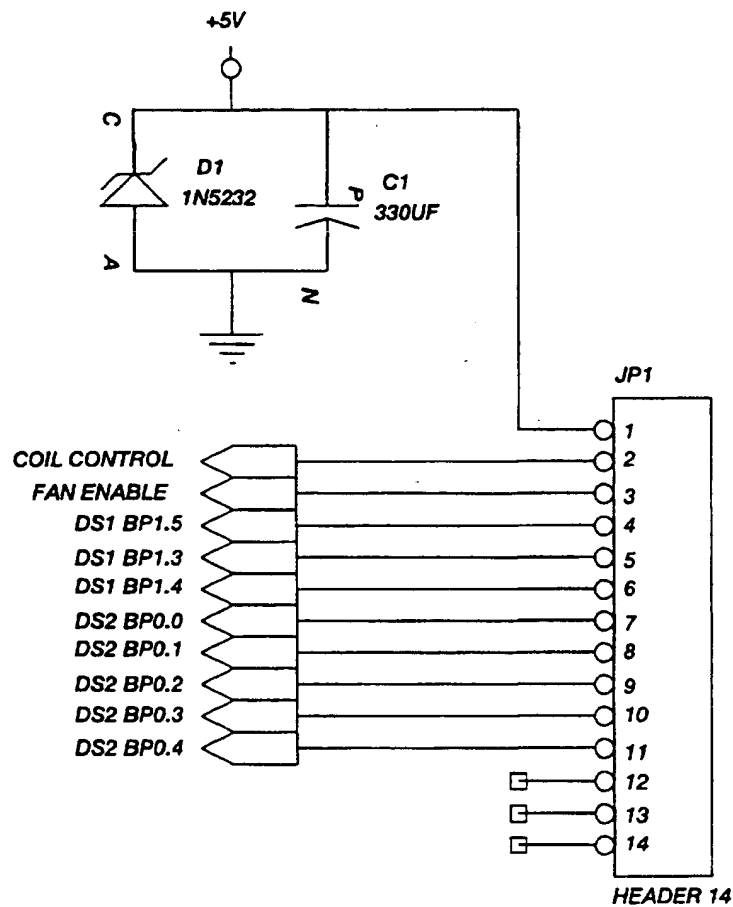 +5V
C
D1
1N5232
A
P
C1
330UF
N
JP1
1
COIL CONTROL 2
FAN ENABLE 3
DS1 BP1.5 4
DS1 BP1.3 5
DS1 BP1.4 6
DS2 BP0.0 7
DS2 BP0.1 8
DS2 BP0.2 9
DS2 BP0.3 10
DS2 BP0.4 11
12
13
14
HEADER 14